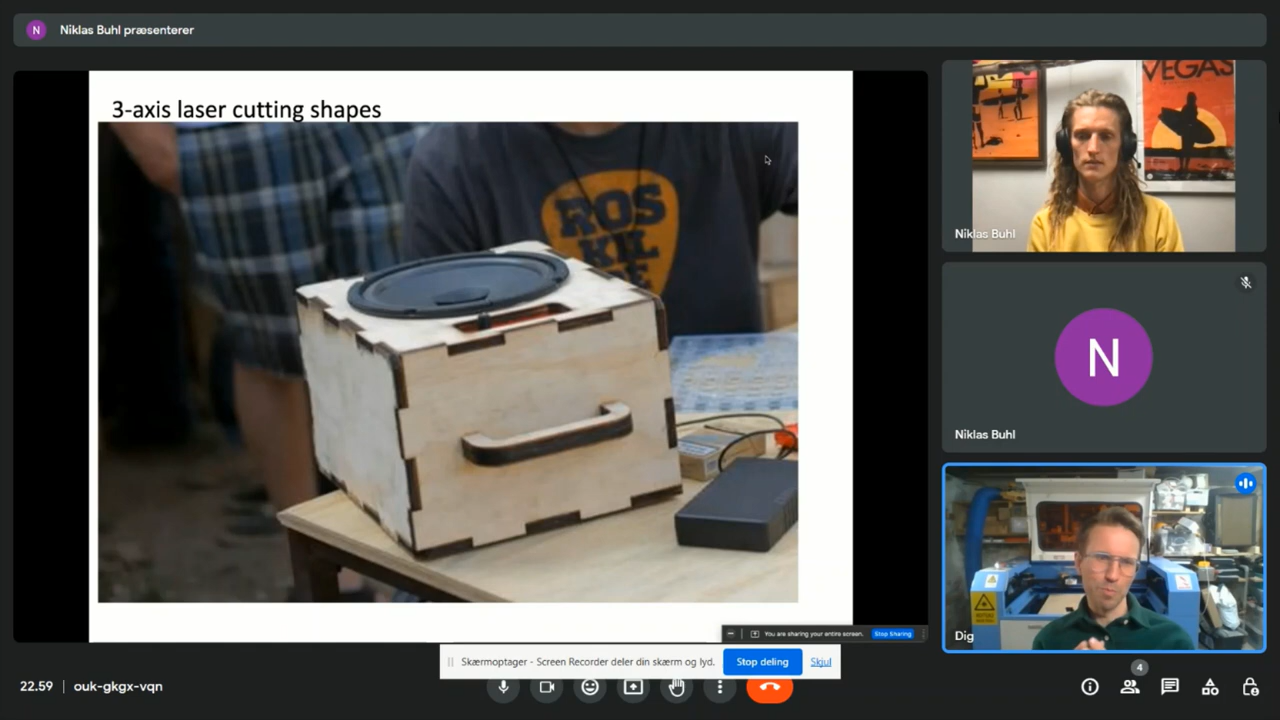 N
Niklas Buhl præsenterer
3-axis laser cutting shapes
ROS
KIL
DE
VEGAS
Niklas Buhl
N
Niklas Buhl
Dig
You are sharing your entire screen.
Stop Sharing
Skærmoptager - Screen Recorder deler din skærm og lyd.
Stop deling
Skjul
22.59
ouk-gkgx-vqn
4